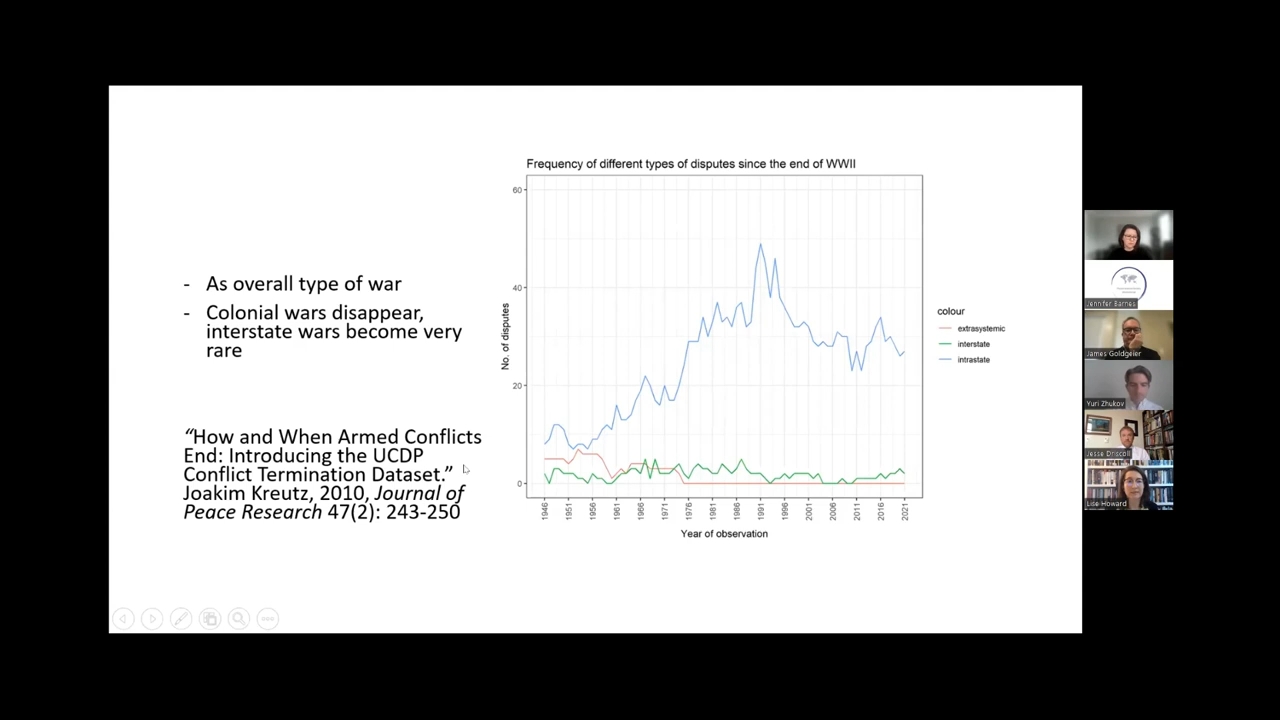 - As overall type of war
- Colonial wars disappear,
interstate wars become very
rare
“How and When Armed Conflicts
End: Introducing the UCDP
Conflict Termination Dataset.”
Joakim Kreutz, 2010, Journal of
Peace Research 47(2): 243-250
Frequency of different types of disputes since the end of WWII
No. of disputes
60
40
20
0
1946 1951 1956 1961 1966 1971 1976 1981 1986 1991 1996 2001 2006 2011 2016 2021
Year of observation
colour
extrasystemic
interstate
intrastate
Jennifer Barnes
James Goldgeier
Yuri Zhukov
Jesse Driscoll
Lise Howard